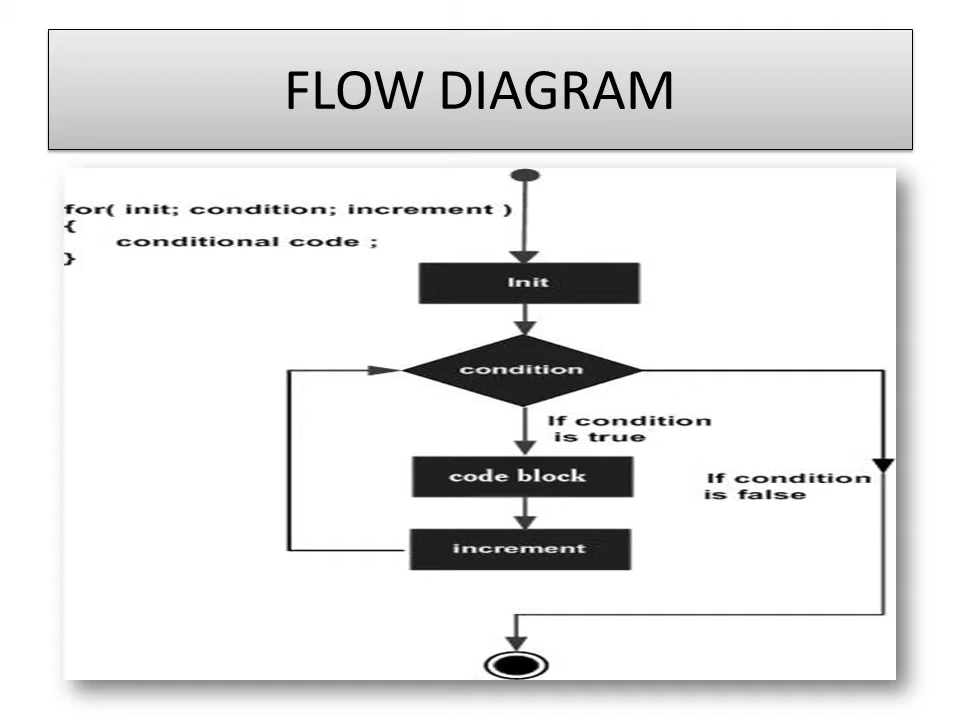 FLOW DIAGRAM
for( init; condition; increment )
{
conditional code ;
}
Init
condition
If condition
is true
code block
If condition
is false
increment